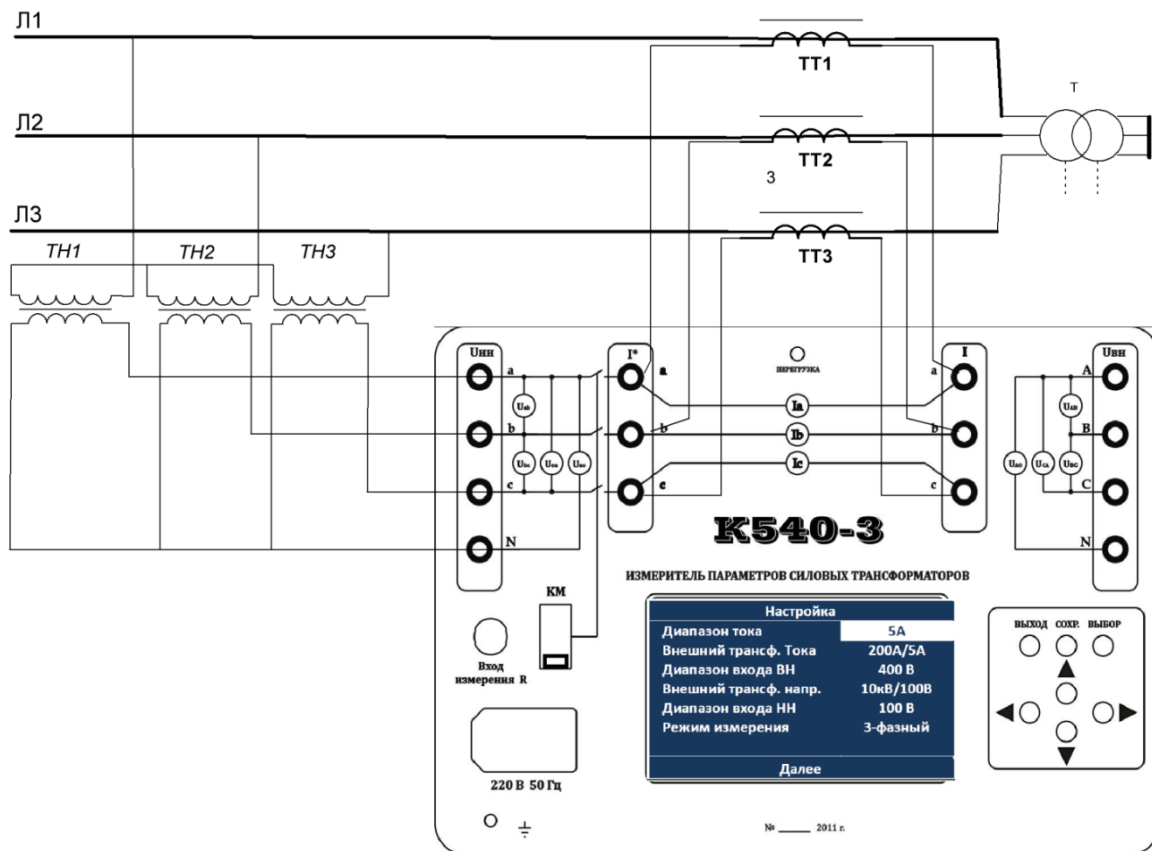 Л1
ТТ1
Т
Л2
ТТ2
3
Л3
ТН1 ТН2 ТН3
ТТ3
Uнн I* ПЕРЕГРУЗКА I Uвн
a a a A
Uab Ia UAB
b b Ib b B
Ubc Uca UAO UCA UBC
c c Ic c C
N N
К540-3
ИЗМЕРИТЕЛЬ ПАРАМЕТРОВ СИЛОВЫХ ТРАНСФОРМАТОРОВ
КМ
Вход
измерения R
Настройка
Диапазон тока 5А
Внешний трансф. Тока 200А/5А
Диапазон входа ВН 400 В
Внешний трансф. напр. 10кВ/100В
Диапазон входа НН 100 В
Режим измерения 3-фазный
Далее
ВЫХОД СОХР. ВЫБОР
220 В 50 Гц
№ _____ 2011 г.